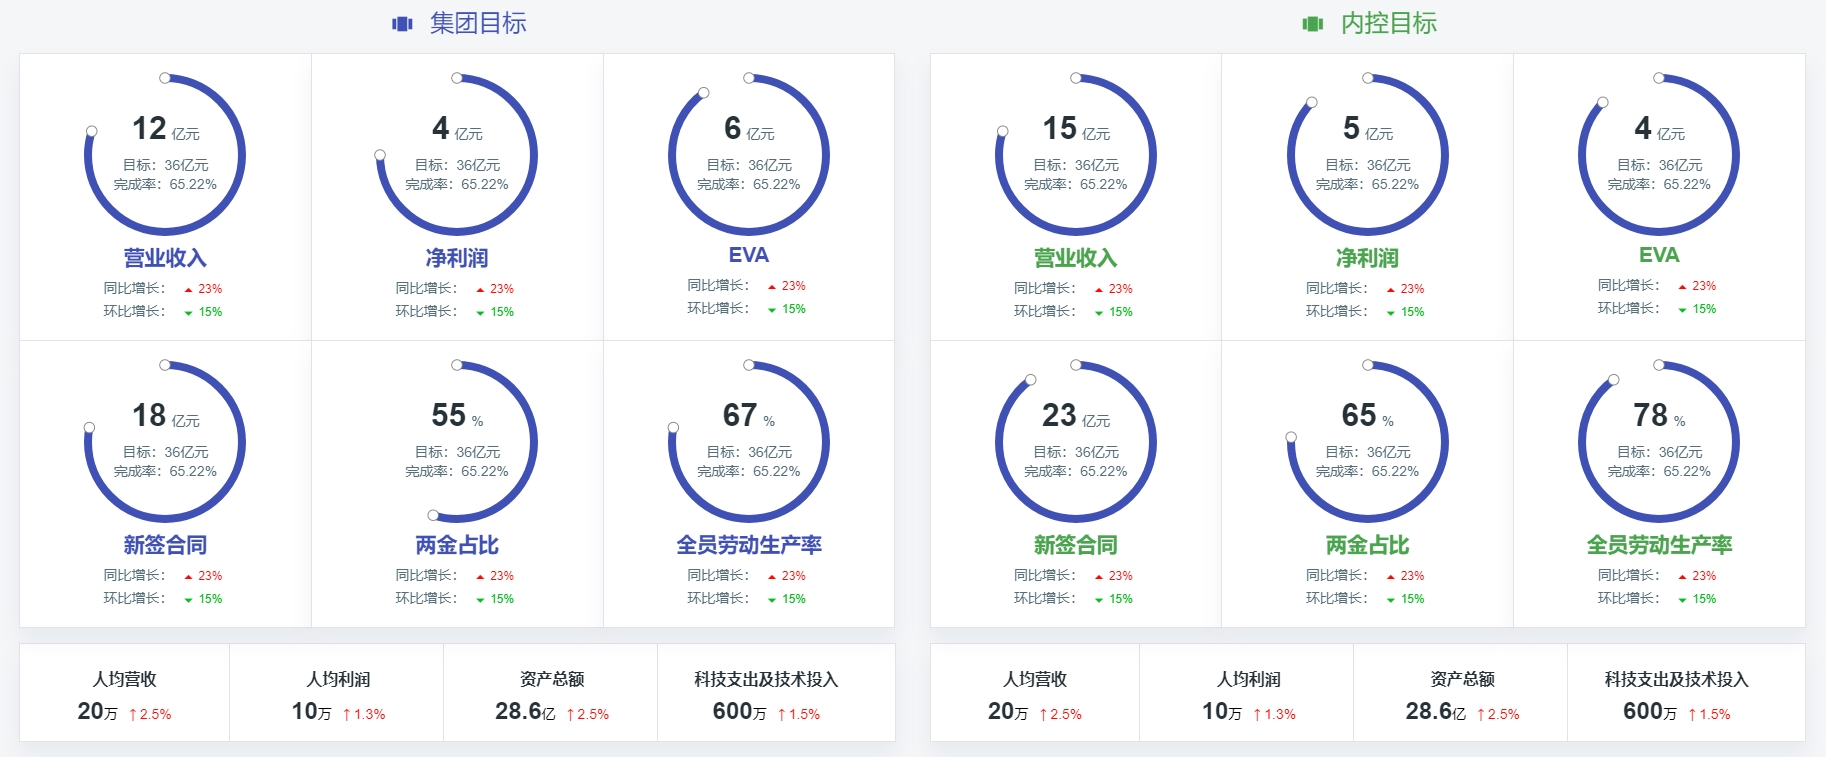 集团目标
12 亿元
目标：36亿元
完成率：65.22%
营业收入
同比增长： 23%
环比增长： 15%
4 亿元
目标：36亿元
完成率：65.22%
净利润
同比增长： 23%
环比增长： 15%
6 亿元
目标：36亿元
完成率：65.22%
EVA
同比增长： 23%
环比增长： 15%
18 亿元
目标：36亿元
完成率：65.22%
新签合同
同比增长： 23%
环比增长： 15%
55 %
目标：36亿元
完成率：65.22%
两金占比
同比增长： 23%
环比增长： 15%
67 %
目标：36亿元
完成率：65.22%
全员劳动生产率
同比增长： 23%
环比增长： 15%
人均营收
20万 ↑2.5%
人均利润
10万 ↑1.3%
资产总额
28.6亿 ↑2.5%
科技支出及技术投入
600万 ↑1.5%
内控目标
15 亿元
目标：36亿元
完成率：65.22%
营业收入
同比增长： 23%
环比增长： 15%
5 亿元
目标：36亿元
完成率：65.22%
净利润
同比增长： 23%
环比增长： 15%
4 亿元
目标：36亿元
完成率：65.22%
EVA
同比增长： 23%
环比增长： 15%
23 亿元
目标：36亿元
完成率：65.22%
新签合同
同比增长： 23%
环比增长： 15%
65 %
目标：36亿元
完成率：65.22%
两金占比
同比增长： 23%
环比增长： 15%
78 %
目标：36亿元
完成率：65.22%
全员劳动生产率
同比增长： 23%
环比增长： 15%
人均营收
20万 ↑2.5%
人均利润
10万 ↑1.3%
资产总额
28.6亿 ↑2.5%
科技支出及技术投入
600万 ↑1.5%